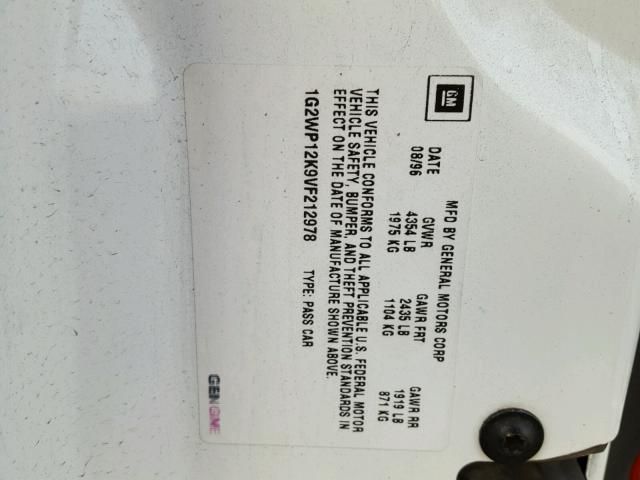 GM
MFD BY GENERAL MOTORS CORP
DATE GVWR GAWR FRT GAWR RR
08/96 4354 LB 2435 LB 1919 LB
1975 KG 1104 KG 871 KG
THIS VEHICLE CONFORMS TO ALL APPLICABLE U.S. FEDERAL MOTOR
VEHICLE SAFETY, BUMPER, AND THEFT PREVENTION STANDARDS IN
EFFECT ON THE DATE OF MANUFACTURE SHOWN ABOVE.
1G2WP12K9VF212978 TYPE: PASS CAR
GEN GME